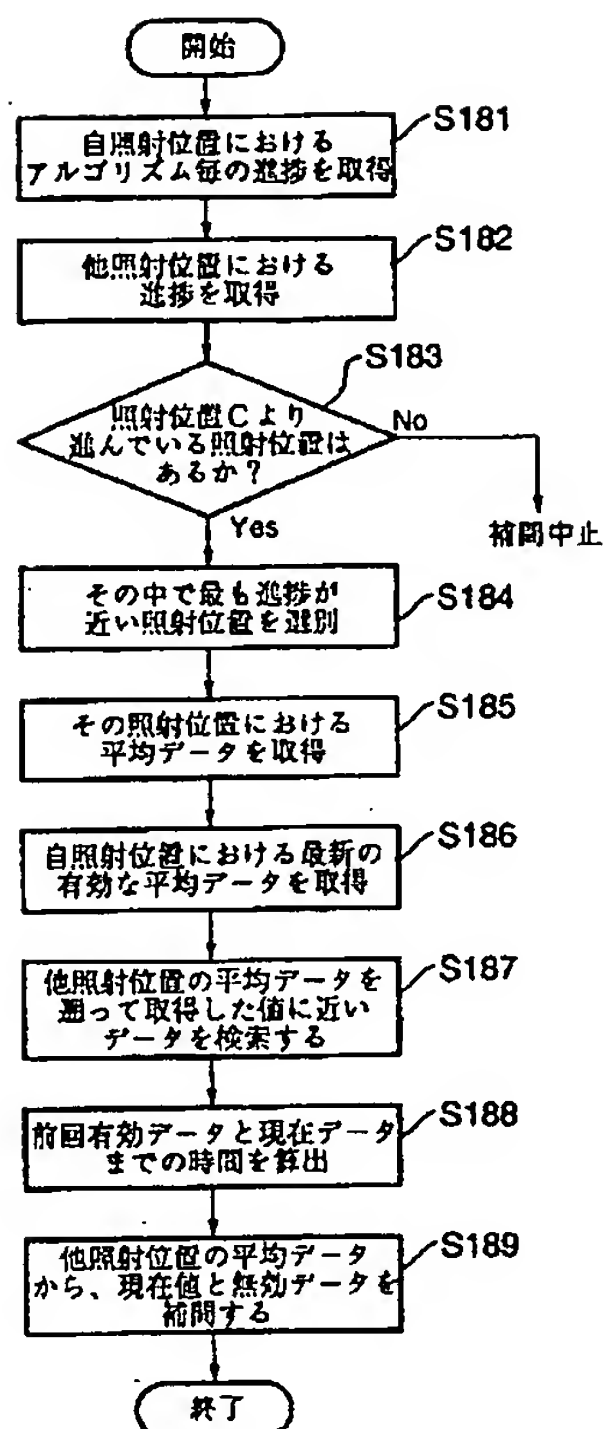 開始
S181
自照射位置における
アルゴリズム毎の進捗を取得
S182
他照射位置における
進捗を取得
S183
照射位置Cより
進んでいる照射位置は
あるか?
No
Yes
補間中止
その中で最も進捗が
近い照射位置を選別
S184
その照射位置における
平均データを取得
S185
自照射位置における最新の
有効な平均データを取得
S186
他照射位置の平均データを
遡って取得した値に近い
データを検索する
S187
前回有効データと現在データ
までの時間を算出
S188
他照射位置の平均データ
から、現在値と無効データを
補間する
S189
終了